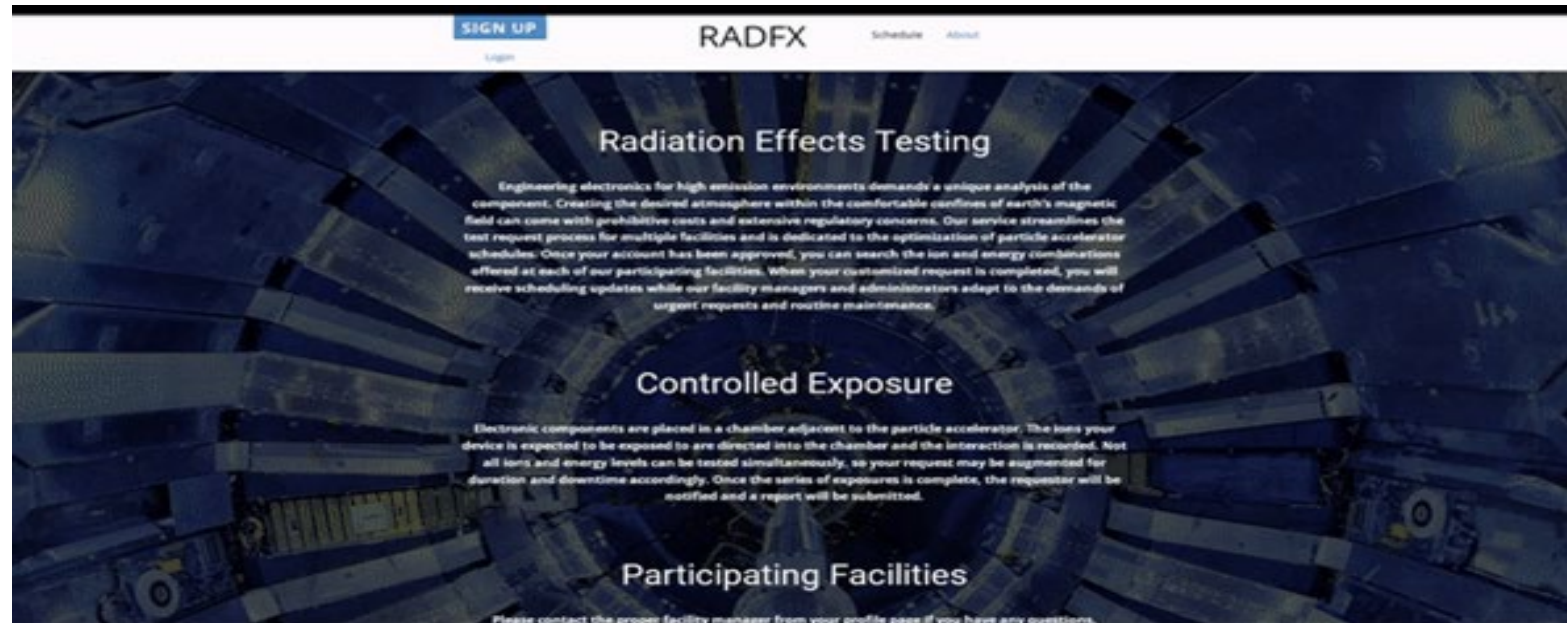 SIGN UP
Login
RADFX
Schedule
About
Radiation Effects Testing
Engineering electronics for high emission environments demands a unique analysis of the
component. Creating the desired atmosphere within the comfortable confines of earth's magnetic
field can come with prohibitive costs and extensive regulatory concerns. Our service streamlines the
test request process for multiple facilities and is dedicated to the optimization of particle accelerator
schedules. Once your account has been approved, you can search the ion and energy combinations
offered at each of our participating facilities. When your customized request is completed, you will
receive scheduling updates while our facility managers and administrators adapt to the demands of
urgent requests and routine maintenance.
Controlled Exposure
Electronic components are placed in a chamber adjacent to the particle accelerator. The ions your
device is expected to be exposed to are directed into the chamber and the interaction is recorded. Not
all ions and energy levels can be tested simultaneously, so your request may be augmented for
duration and downtime accordingly. Once the series of exposures is complete, the requestor will be
notified and a report will be submitted.
Participating Facilities
Please contact the proper facility manager from your profile page if you have any questions.